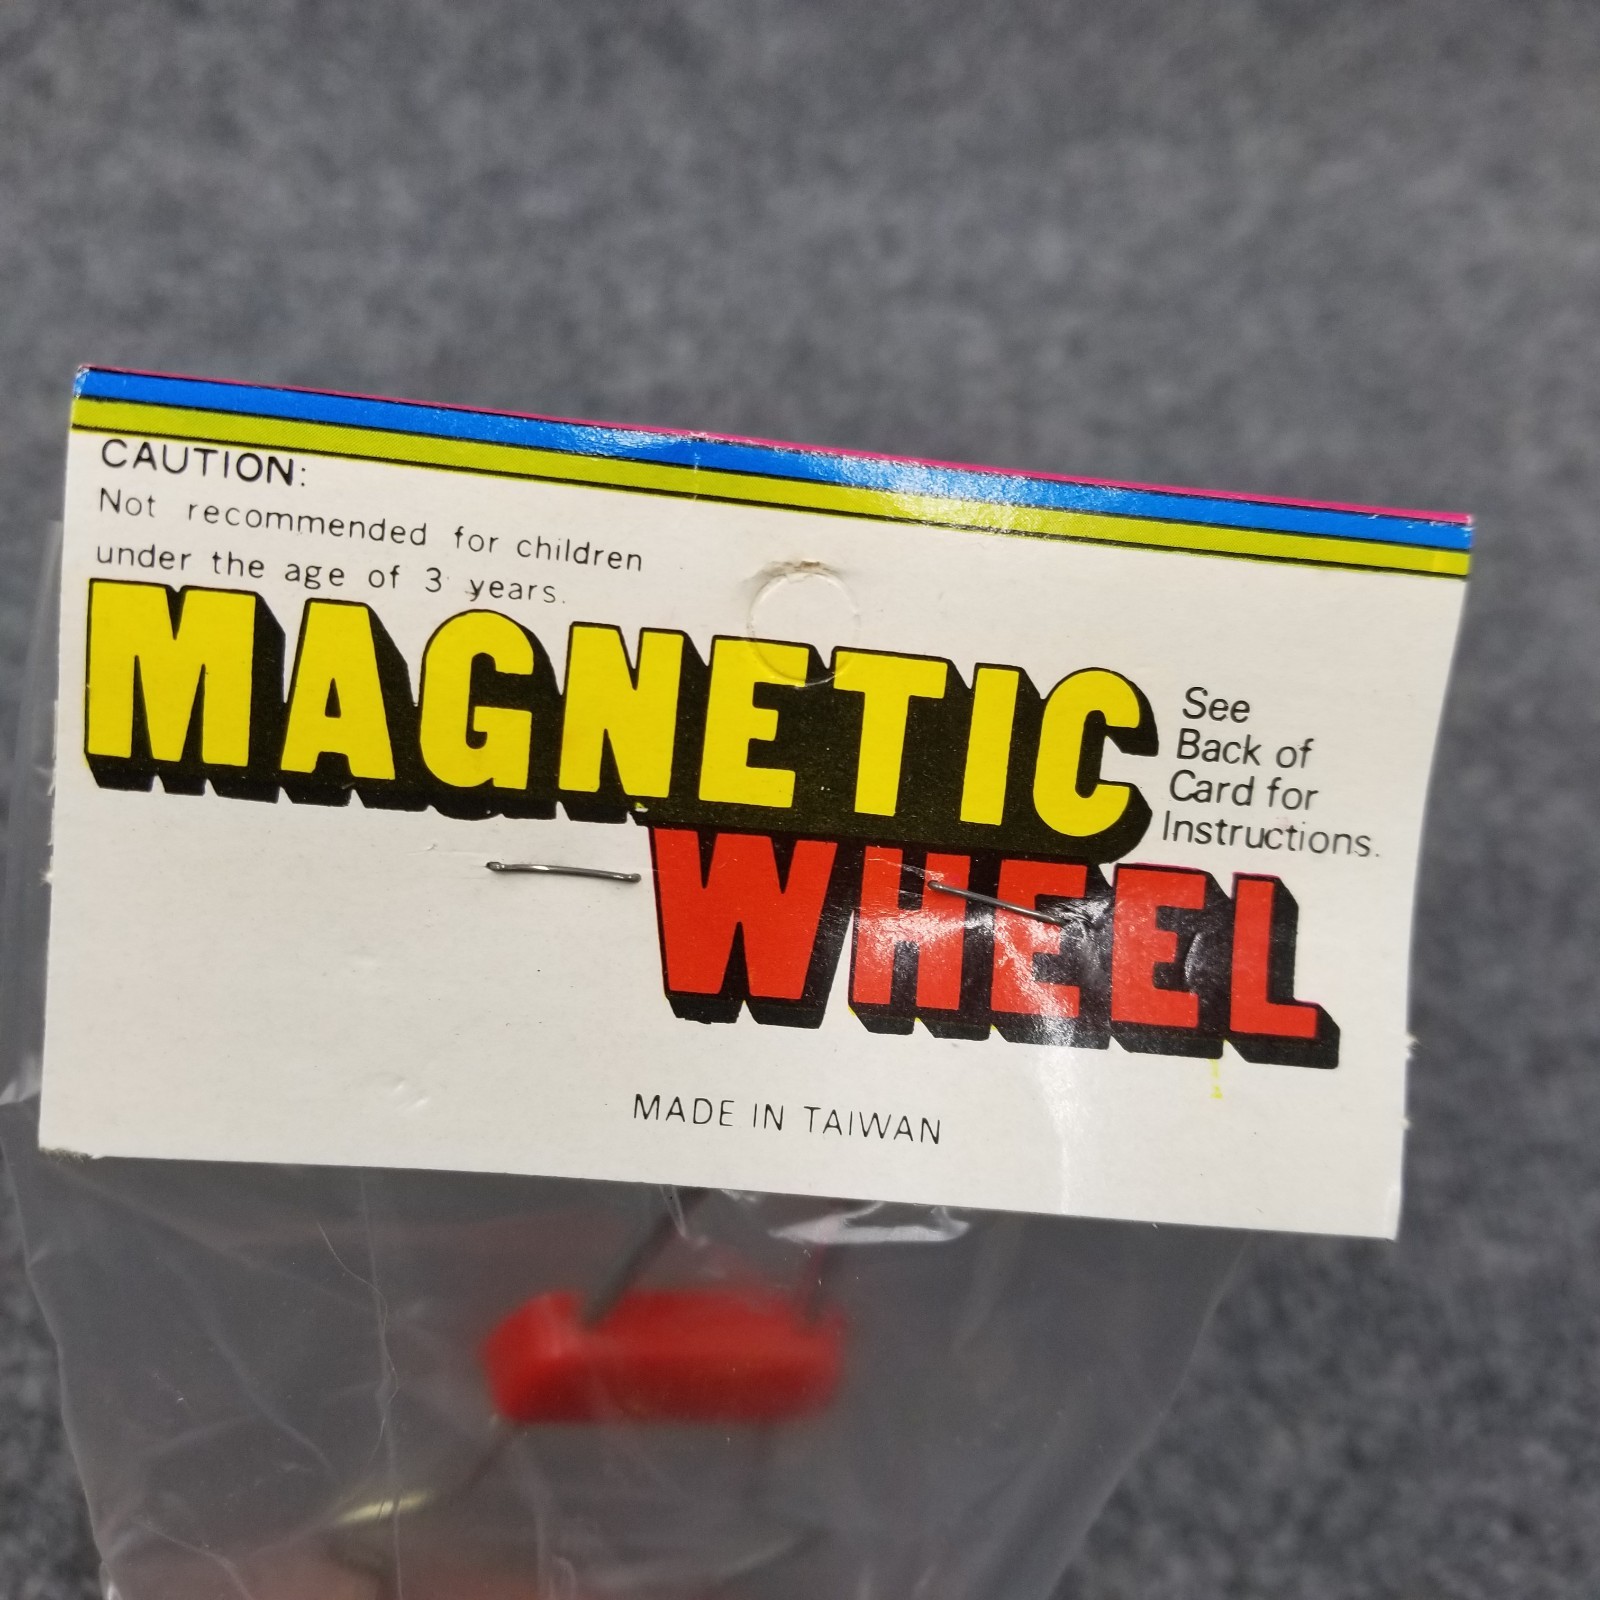 CAUTION:
Not recommended for children
under the age of 3 years.
MAGNETIC
WHEEL
See
Back of
Card for
Instructions.
MADE IN TAIWAN